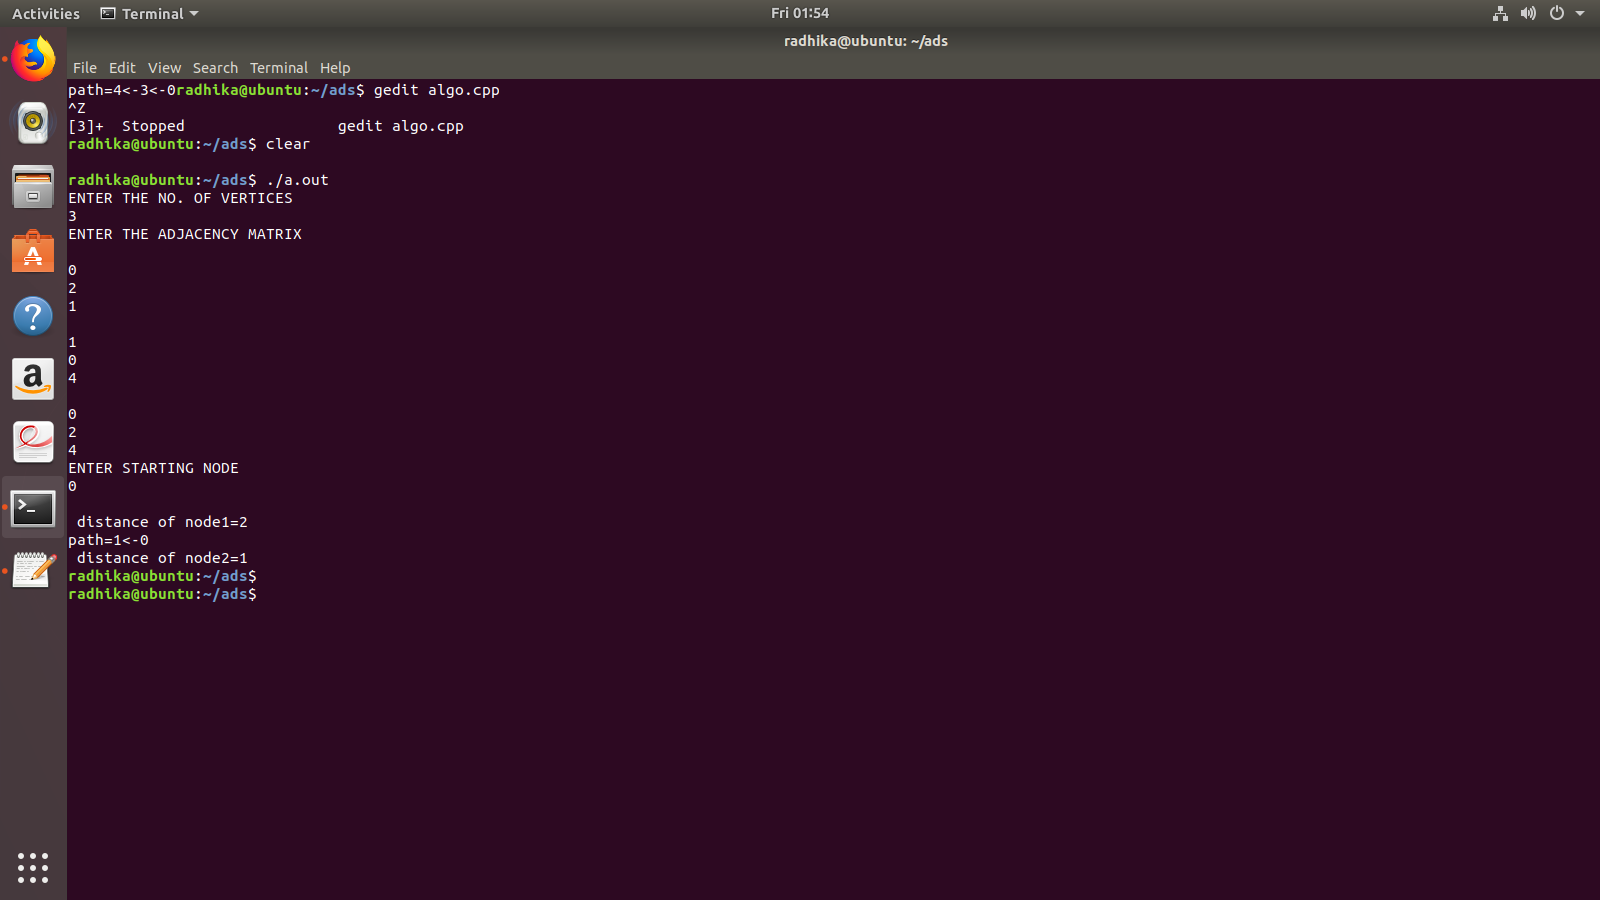 Activities Terminal Fri 01:54
radhika@ubuntu: ~/ads
File Edit View Search Terminal Help
path=4<-3<-0radhika@ubuntu:~/ads$ gedit algo.cpp
^Z
[3]+  Stopped                 gedit algo.cpp
radhika@ubuntu:~/ads$ clear
radhika@ubuntu:~/ads$ ./a.out
ENTER THE NO. OF VERTICES
3
ENTER THE ADJACENCY MATRIX
0
2
1
1
0
4
0
2
4
ENTER STARTING NODE
0
distance of node1=2
path=1<-0
distance of node2=1
radhika@ubuntu:~/ads$
radhika@ubuntu:~/ads$